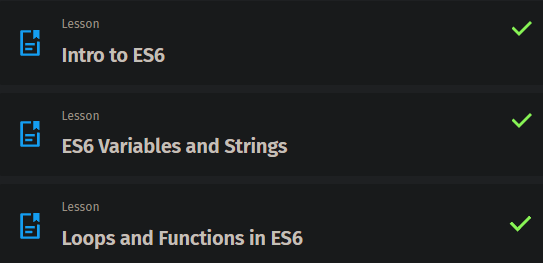 Lesson
Intro to ES6
Lesson
ES6 Variables and Strings
Lesson
Loops and Functions in ES6